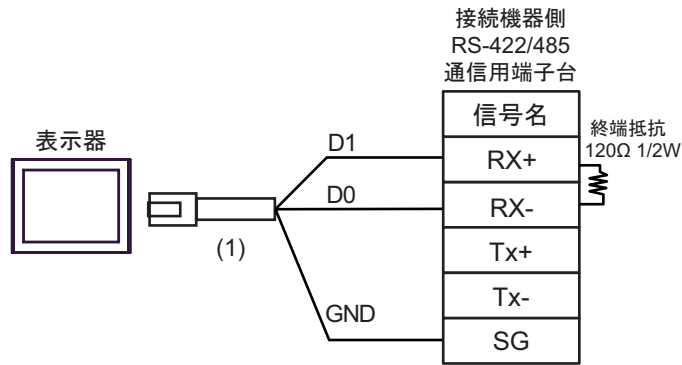 接続機器側
RS-422/485
通信用端子台
信号名
終端抵抗
120Ω 1/2W
表示器
D1
RX+
D0
RX-
(1)
Tx+
Tx-
GND
SG